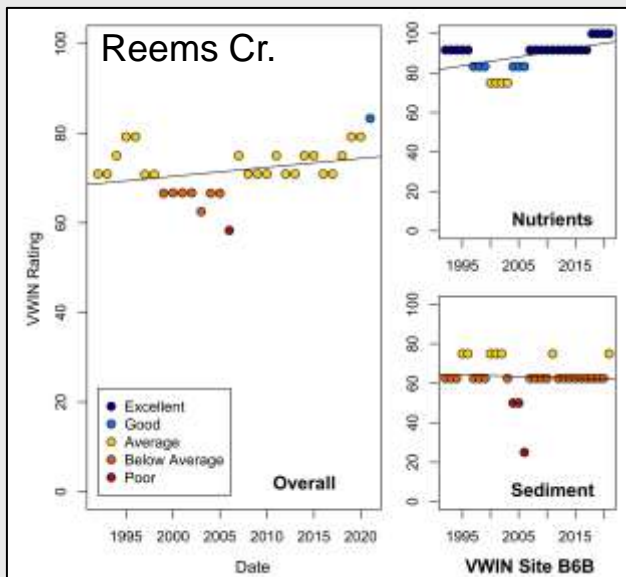 Reems Cr.
VWIN Rating
100
80
60
40
20
0
Excellent
Good
Average
Below Average
Poor
Overall
1995 2000 2005 2010 2015 2020
Date
100
80
60
40
20
0
Nutrients
1995 2005 2015
100
80
60
40
20
0
Sediment
1995 2005 2015
VWIN Site B6B